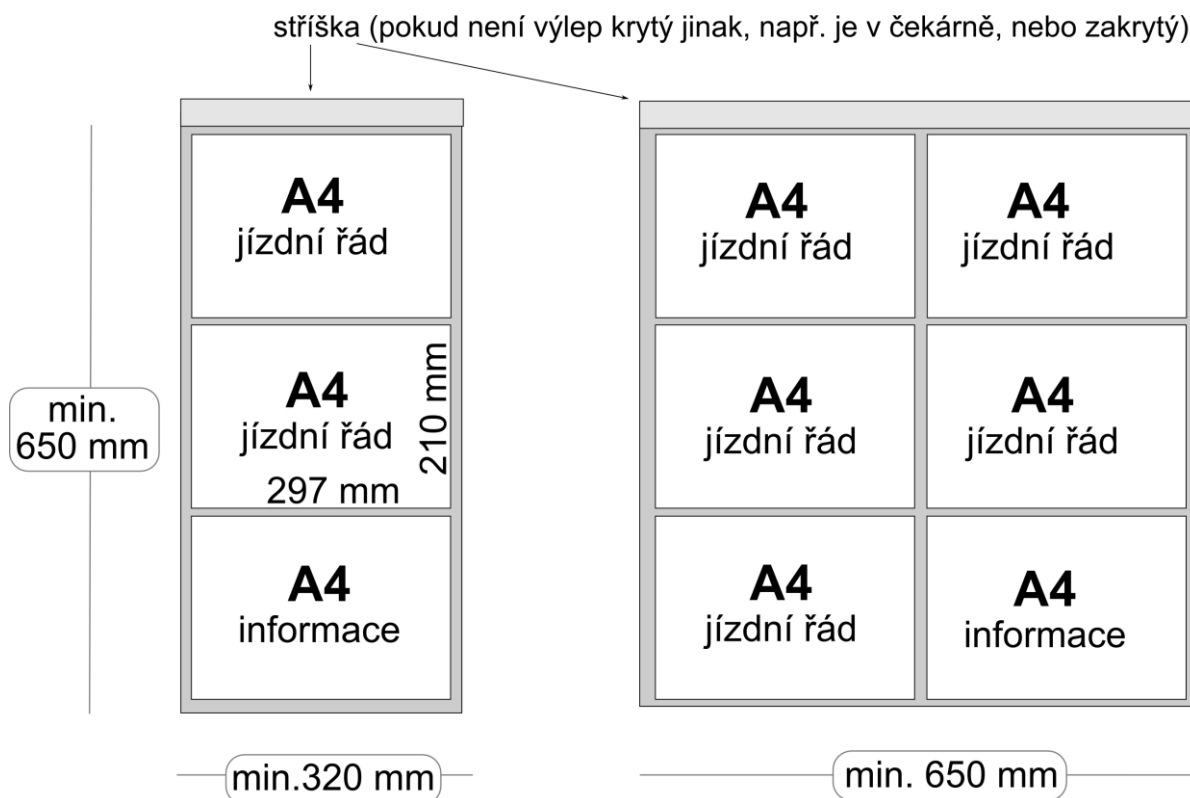 stříška (pokud není výlep krytý jinak, např. je v čekárně, nebo zakrytý)
A4
jízdní řád
A4
jízdní řád
297 mm
210 mm
A4
informace
min.
650 mm
min.320 mm
A4
jízdní řád
A4
jízdní řád
A4
jízdní řád
A4
jízdní řád
A4
jízdní řád
A4
informace
min. 650 mm